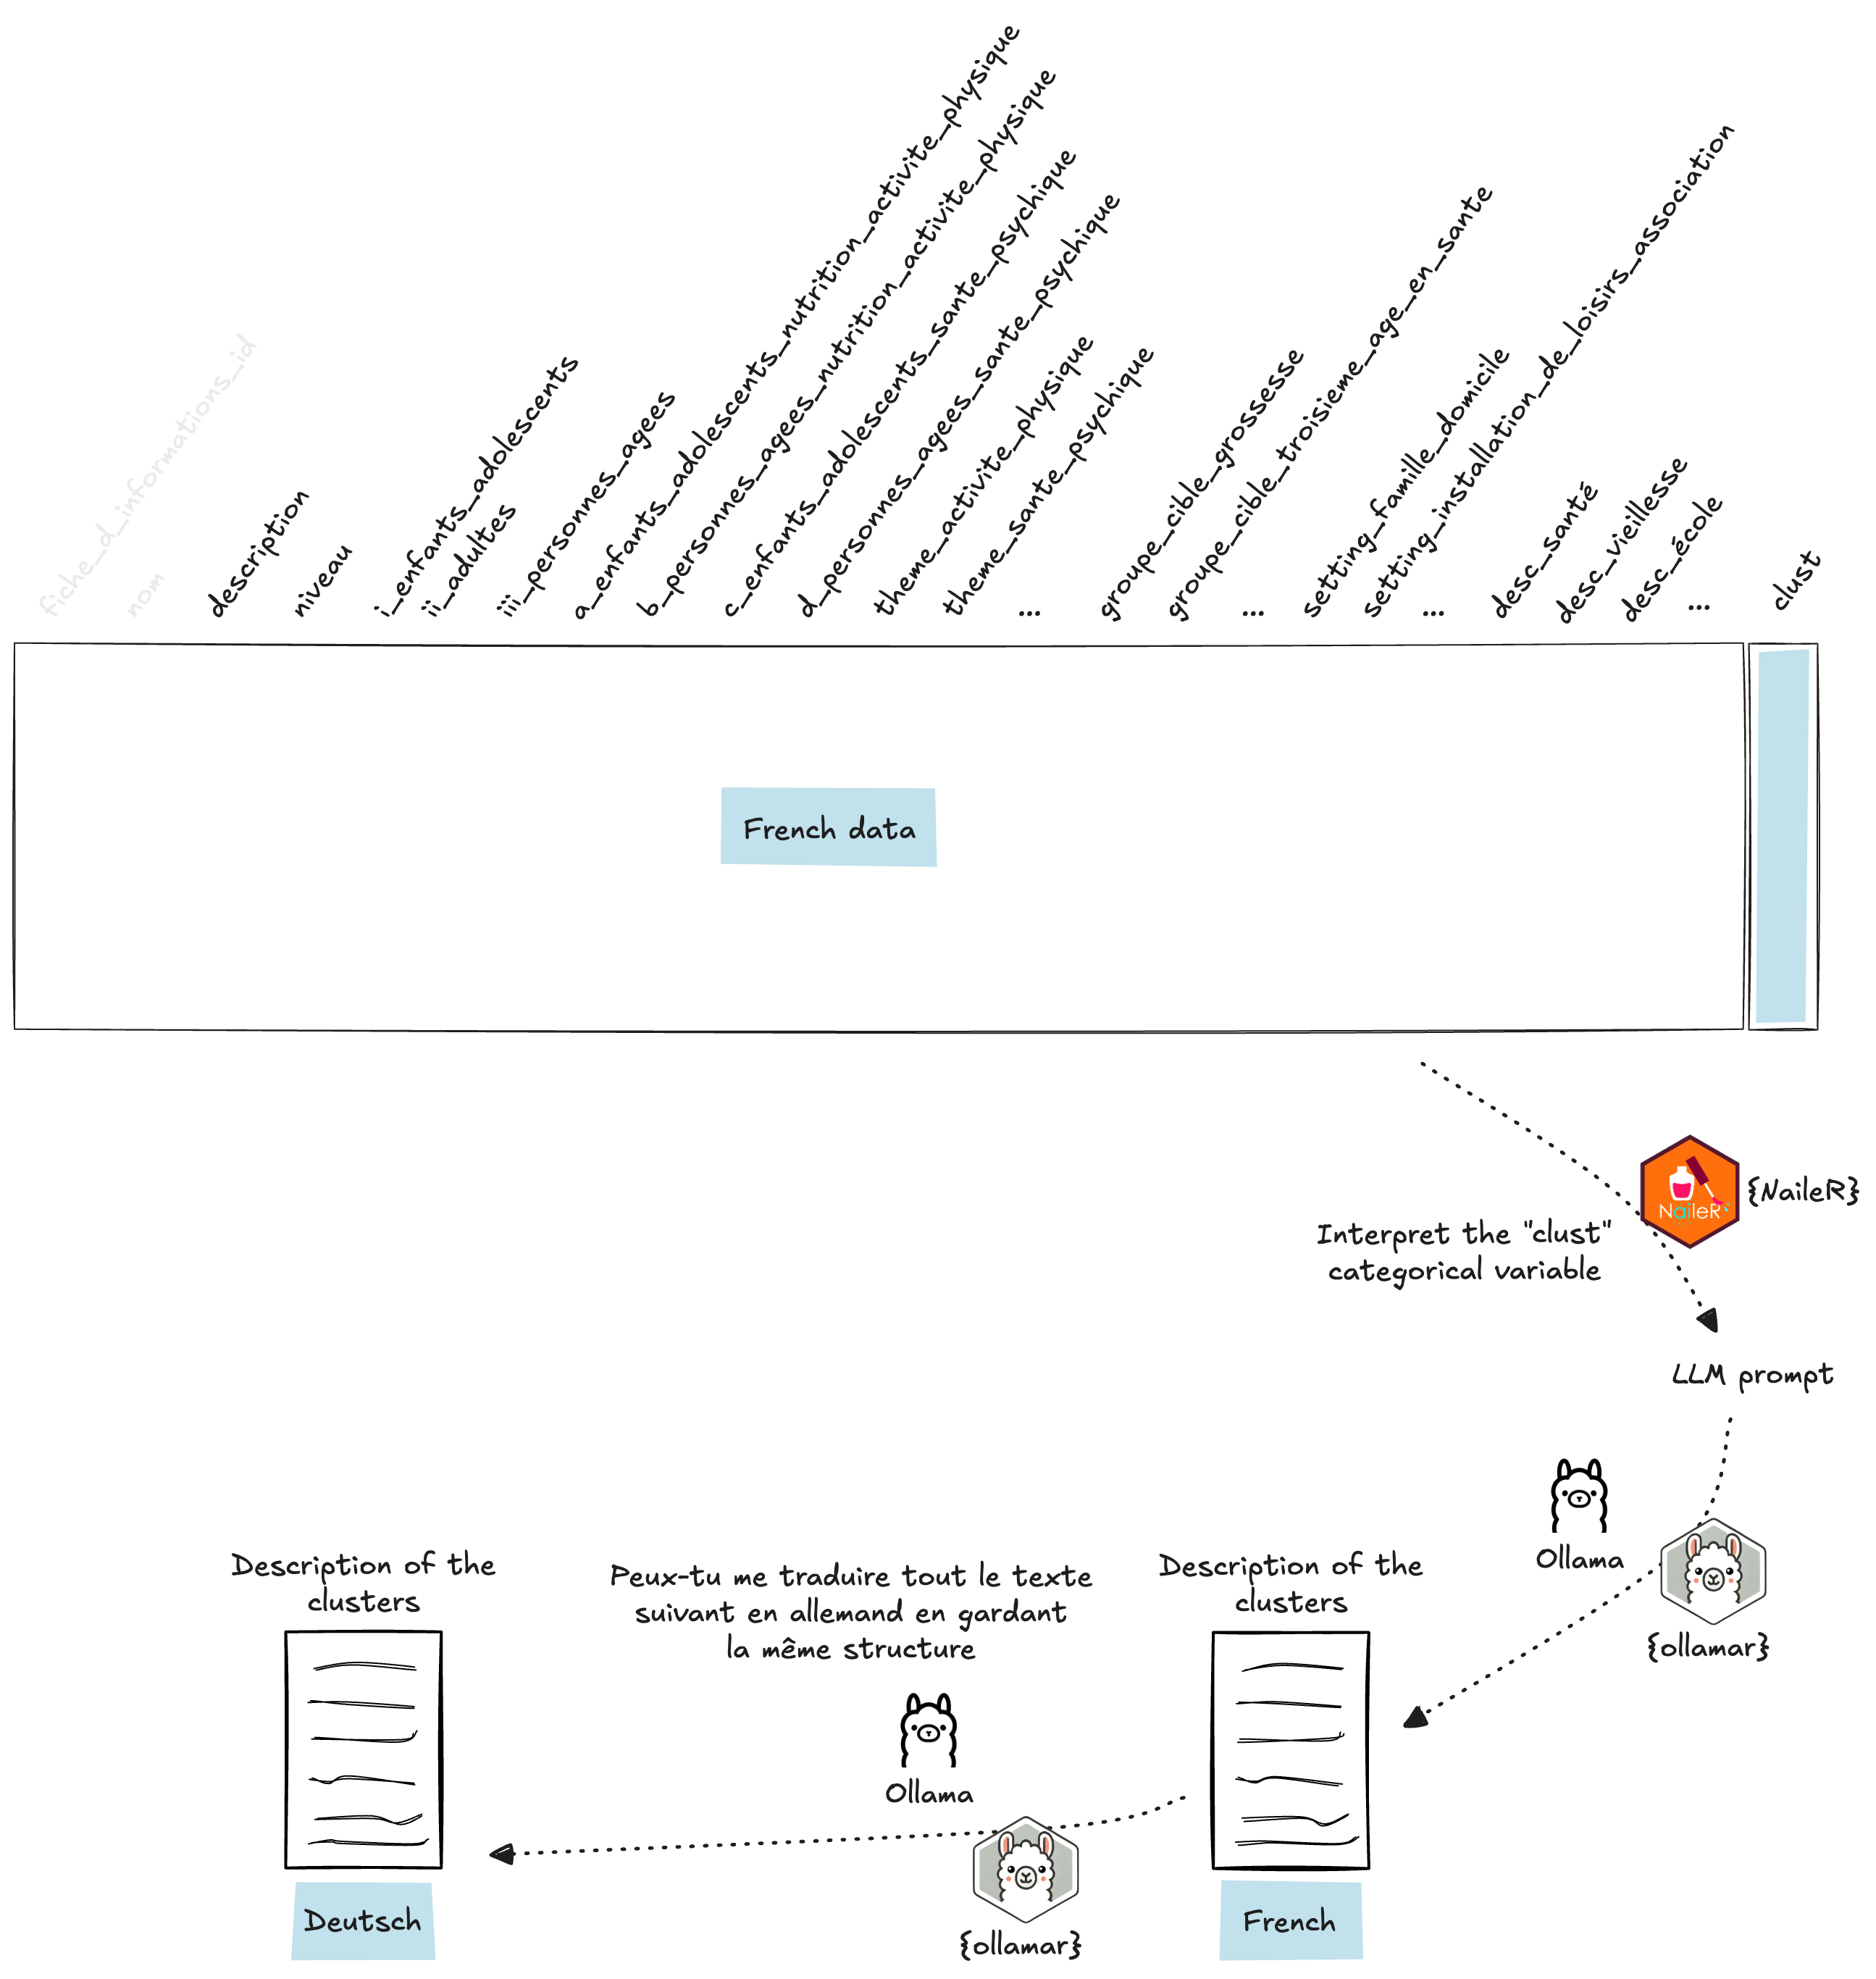 fiche_d_informations_id
nom
description
niveau
i_enfants_adolescents
ii_adultes
iii_personnes_agees
a_enfants_adolescents_nutrition_activite_physique
b_personnes_agees_nutrition_activite_physique
c_enfants_adolescents_sante_psychique
d_personnes_agees_sante_psychique
theme_activite_physique
theme_sante_psychique
...
groupe_cible_grossesse
groupe_cible_troisieme_age_en_sante
...
setting_famille_domicile
setting_installation_de_loisirs_association
...
desc_santé
desc_vieillesse
desc_école
...
clust
French data
NaileR
{NaileR}
Interpret the "clust"
categorical variable
LLM prompt
Ollama
{ollamar}
Description of the
clusters
French
Peux-tu me traduire tout le texte
suivant en allemand en gardant
la même structure
Ollama
{ollamar}
Description of the
clusters
Deutsch